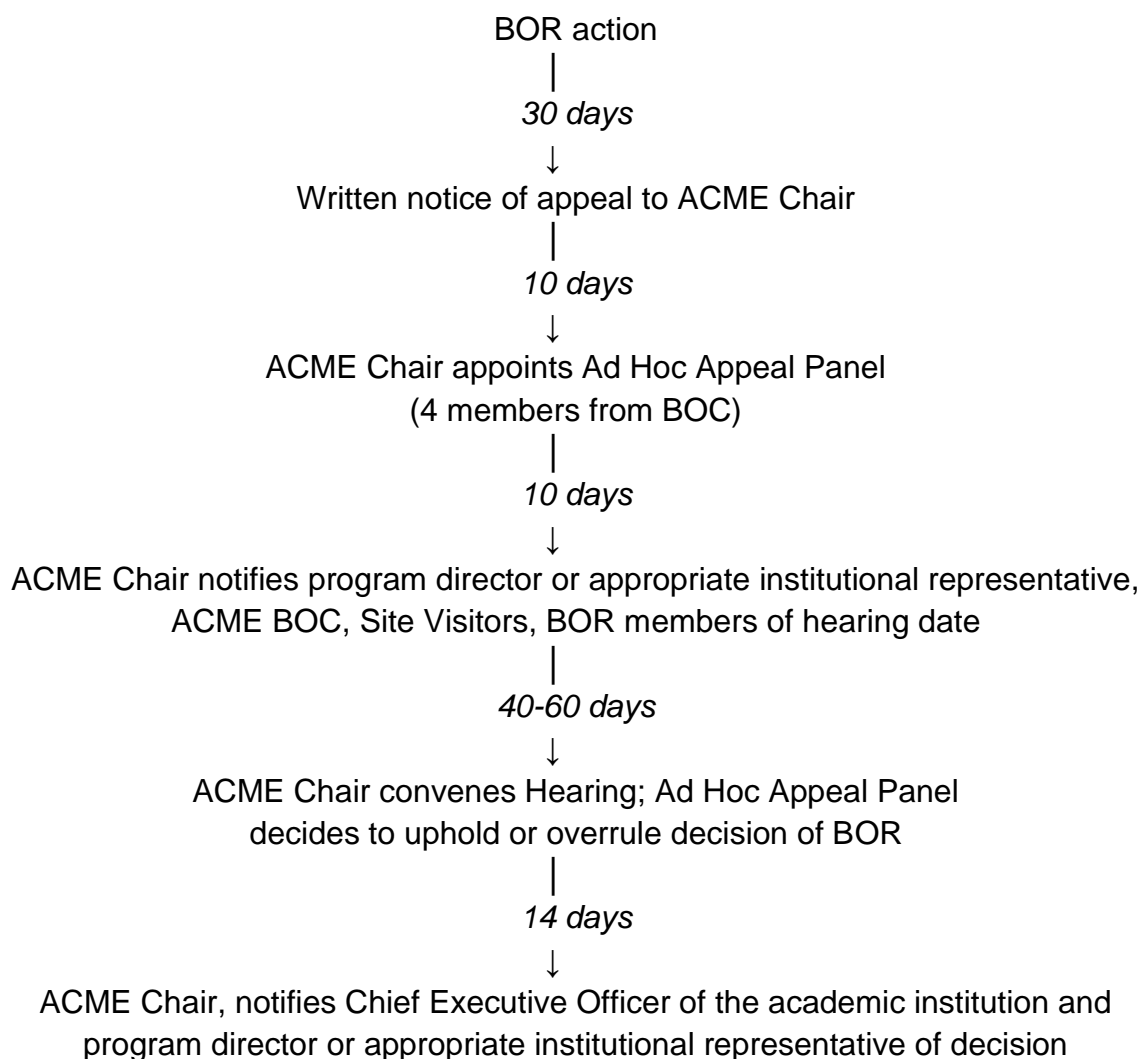 BOR action
30 days
↓
Written notice of appeal to ACME Chair
10 days
↓
ACME Chair appoints Ad Hoc Appeal Panel
(4 members from BOC)
10 days
↓
ACME Chair notifies program director or appropriate institutional representative,
ACME BOC, Site Visitors, BOR members of hearing date
40-60 days
↓
ACME Chair convenes Hearing; Ad Hoc Appeal Panel
decides to uphold or overrule decision of BOR
14 days
↓
ACME Chair, notifies Chief Executive Officer of the academic institution and
program director or appropriate institutional representative of decision